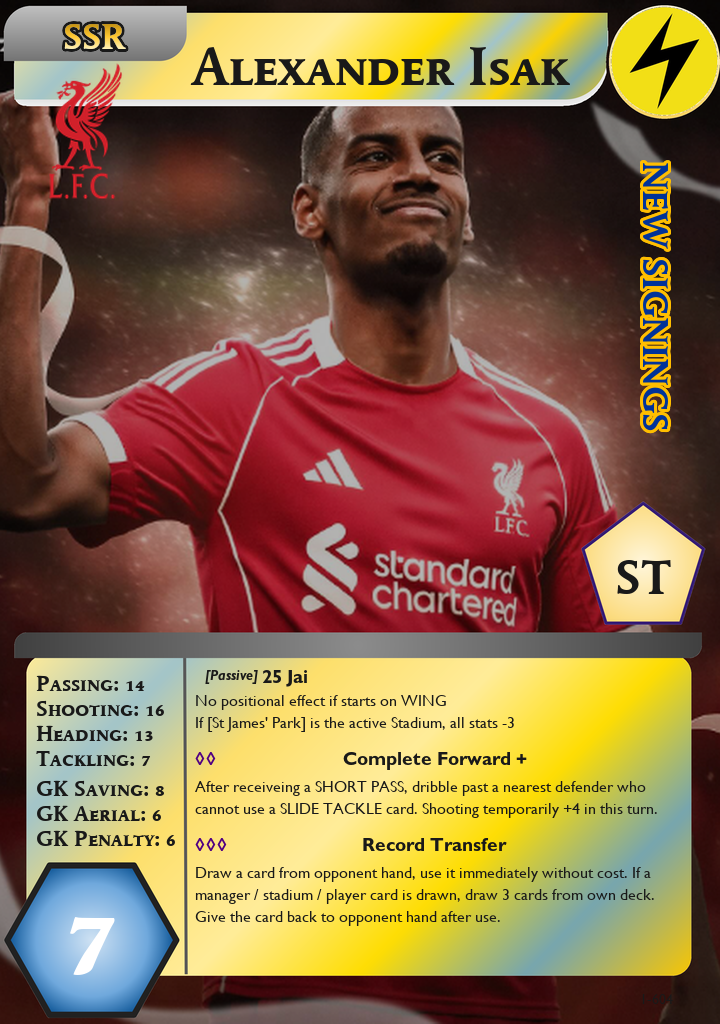 SSR
Alexander Isak
L.F.C.
NEW SIGNINGS
L.F.C.
standard
chartered
ST
Passing: 14
Shooting: 16
Heading: 13
Tackling: 7
GK Saving: 8
GK Aerial: 6
GK Penalty: 6
7
[Passive] 25 Jai
No positional effect if starts on WING
If [St James' Park] is the active Stadium, all stats -3
Complete Forward +
After receiveing a SHORT PASS, dribble past a nearest defender who
cannot use a SLIDE TACKLE card. Shooting temporarily +4 in this turn.
Record Transfer
Draw a card from opponent hand, use it immediately without cost. If a
manager / stadium / player card is drawn, draw 3 cards from own deck.
Give the card back to opponent hand after use.